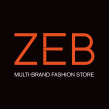 ZEB
MULTI-BRAND FASHION STORE